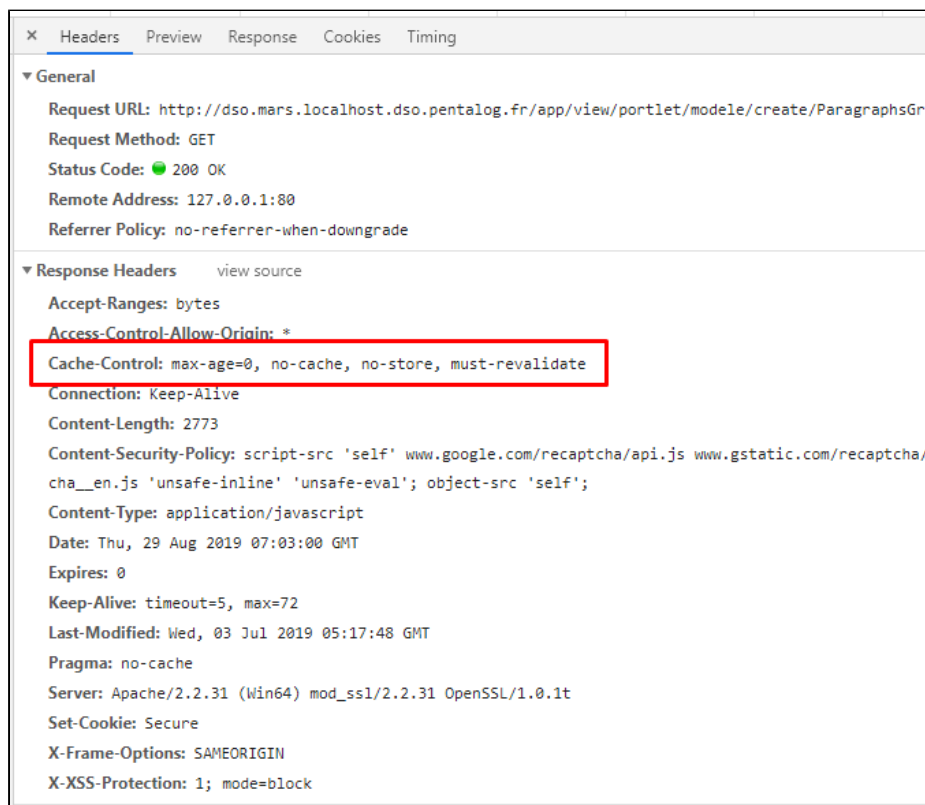 × Headers Preview Response Cookies Timing
▼ General
Request URL: http://dso.mars.localhost.dso.pentalog.fr/app/view/portlet/modele/create/ParagraphsGr
Request Method: GET
Status Code: 200 OK
Remote Address: 127.0.0.1:80
Referrer Policy: no-referrer-when-downgrade
▼ Response Headers view source
Accept-Ranges: bytes
Access-Control-Allow-Origin: *
Cache-Control: max-age=0, no-cache, no-store, must-revalidate
Connection: Keep-Alive
Content-Length: 2773
Content-Security-Policy: script-src 'self' www.google.com/recaptcha/api.js www.gstatic.com/recaptcha/
cha__en.js 'unsafe-inline' 'unsafe-eval'; object-src 'self';
Content-Type: application/javascript
Date: Thu, 29 Aug 2019 07:03:00 GMT
Expires: 0
Keep-Alive: timeout=5, max=72
Last-Modified: Wed, 03 Jul 2019 05:17:48 GMT
Pragma: no-cache
Server: Apache/2.2.31 (Win64) mod_ssl/2.2.31 OpenSSL/1.0.1t
Set-Cookie: Secure
X-Frame-Options: SAMEORIGIN
X-XSS-Protection: 1; mode=block